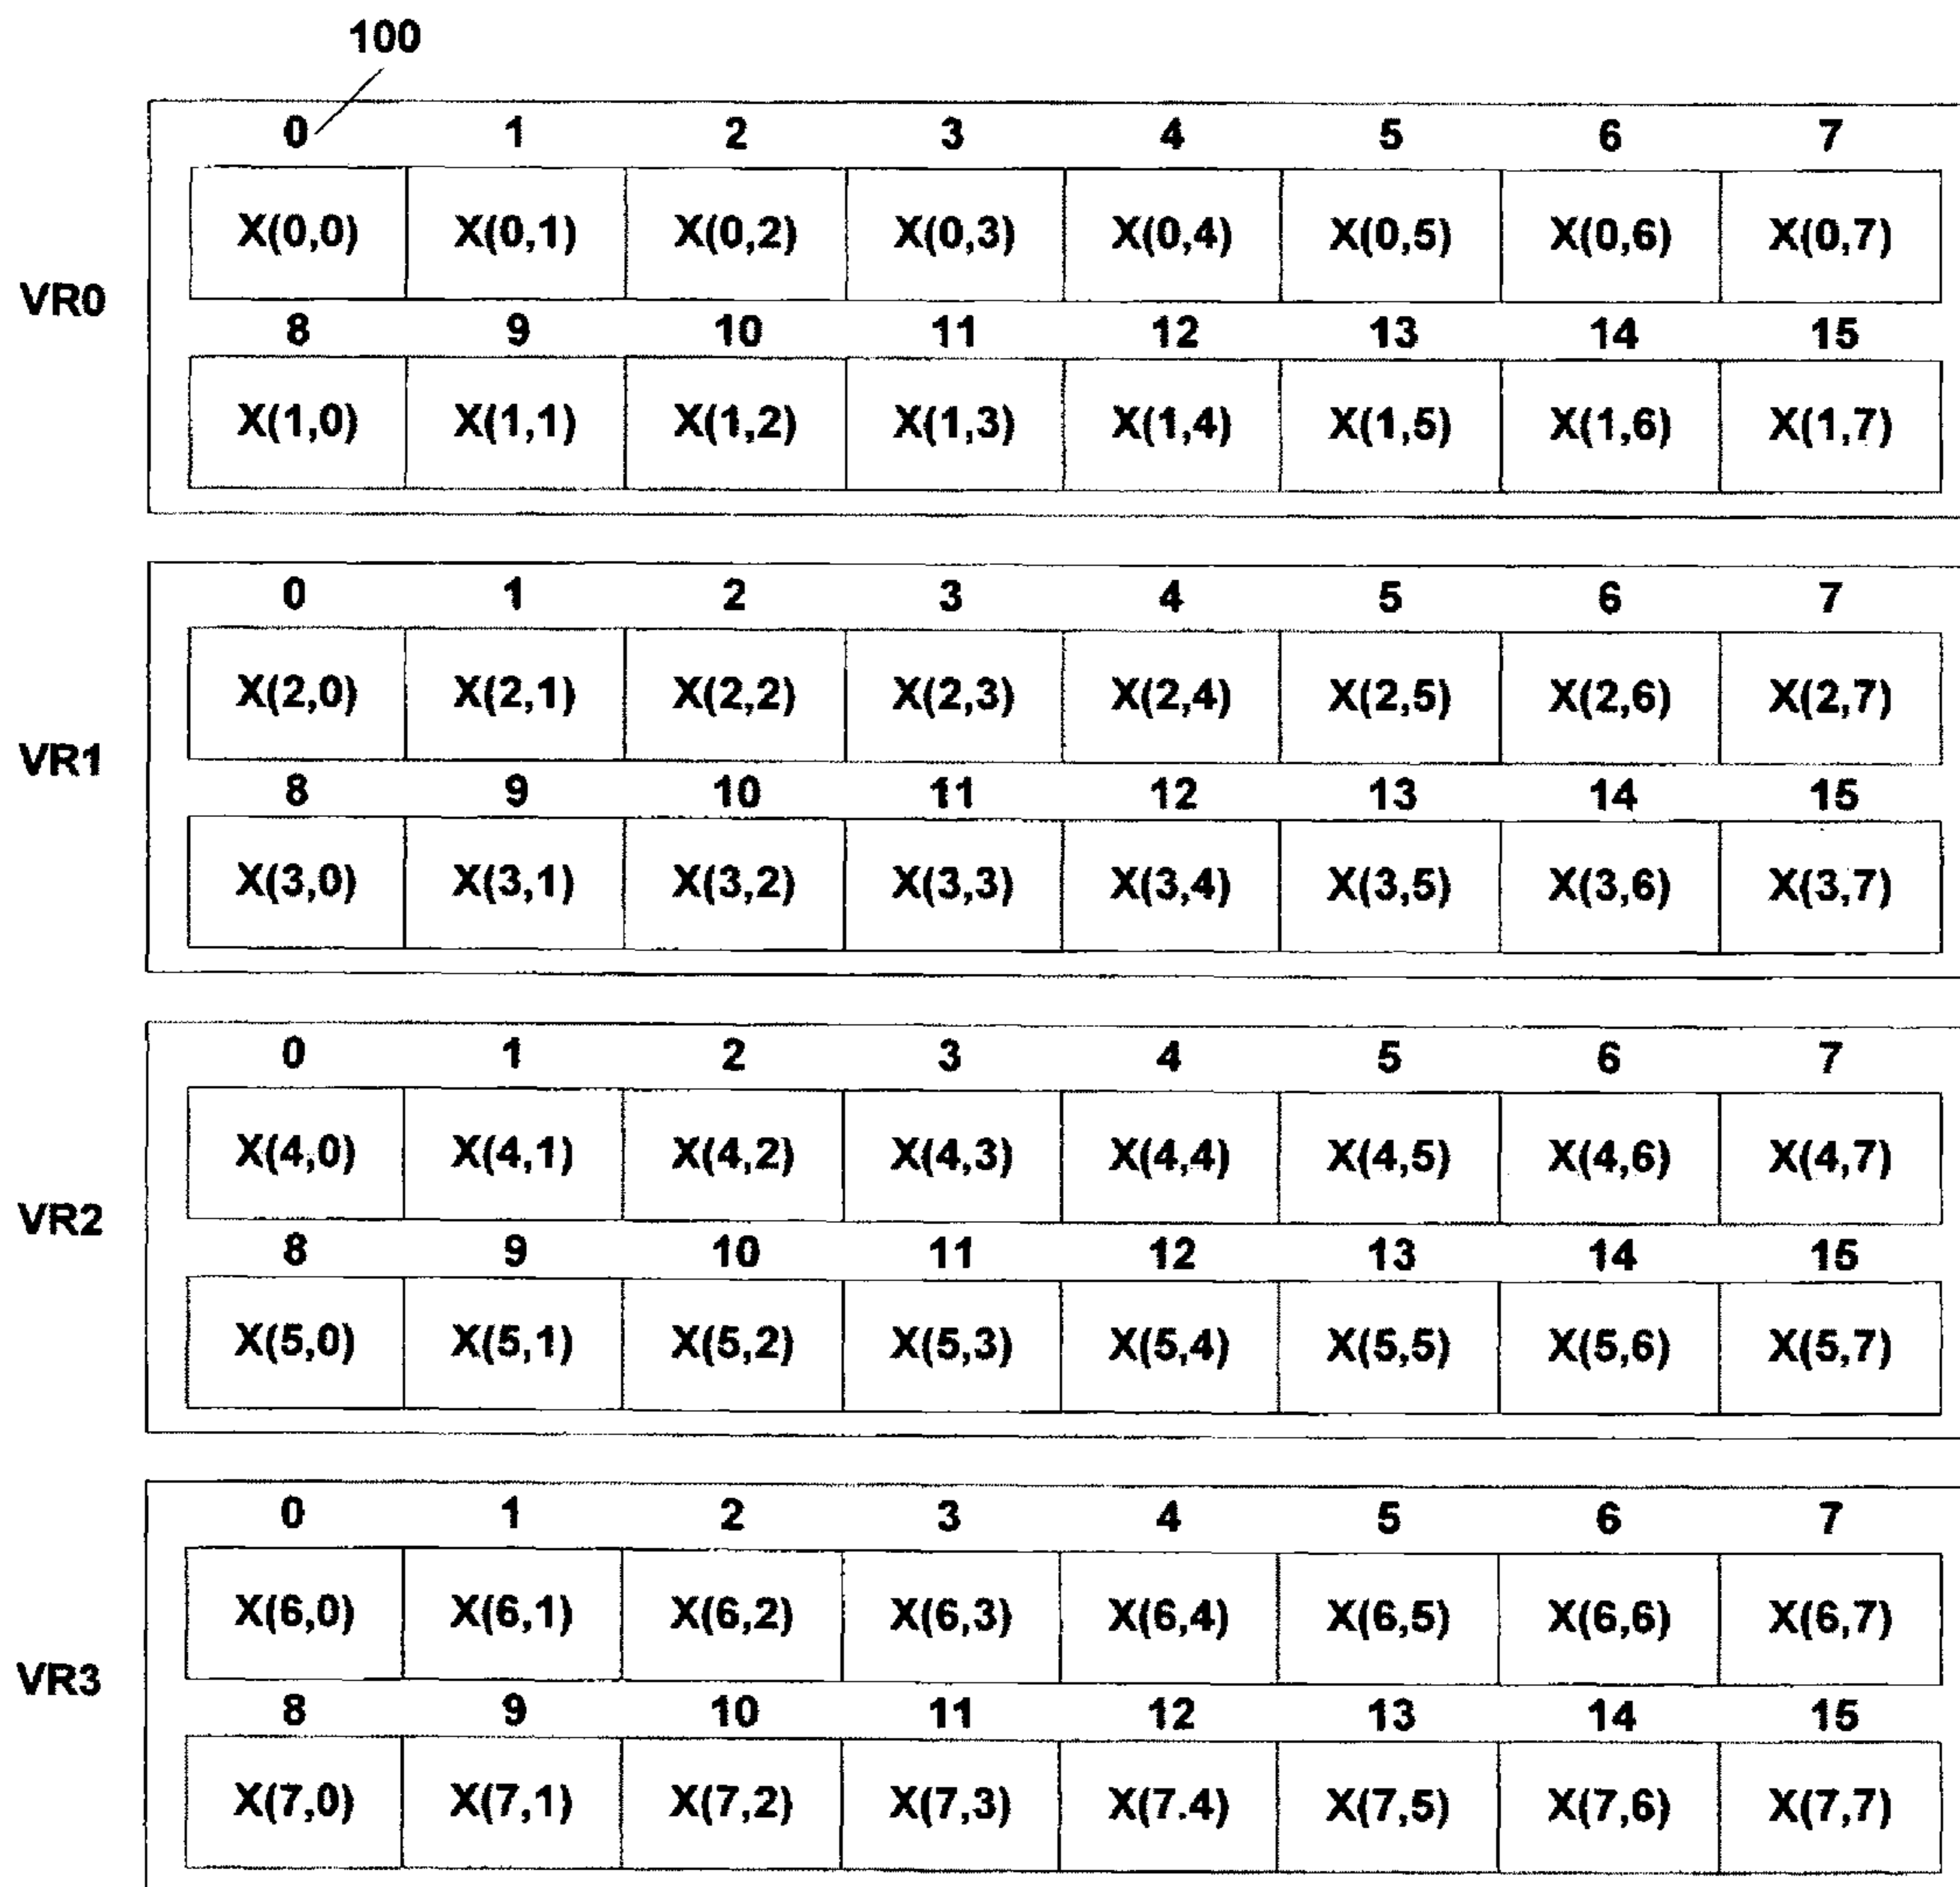 100
0 1 2 3 4 5 6 7
X(0,0) X(0,1) X(0,2) X(0,3) X(0,4) X(0,5) X(0,6) X(0,7)
VR0
8 9 10 11 12 13 14 15
X(1,0) X(1,1) X(1,2) X(1,3) X(1,4) X(1,5) X(1,6) X(1,7)
0 1 2 3 4 5 6 7
X(2,0) X(2,1) X(2,2) X(2,3) X(2,4) X(2,5) X(2,6) X(2,7)
VR1
8 9 10 11 12 13 14 15
X(3,0) X(3,1) X(3,2) X(3,3) X(3,4) X(3,5) X(3,6) X(3,7)
0 1 2 3 4 5 6 7
X(4,0) X(4,1) X(4,2) X(4,3) X(4,4) X(4,5) X(4,6) X(4,7)
VR2
8 9 10 11 12 13 14 15
X(5,0) X(5,1) X(5,2) X(5,3) X(5,4) X(5,5) X(5,6) X(5,7)
0 1 2 3 4 5 6 7
X(6,0) X(6,1) X(6,2) X(6,3) X(6,4) X(6,5) X(6,6) X(6,7)
VR3
8 9 10 11 12 13 14 15
X(7,0) X(7,1) X(7,2) X(7,3) X(7.4) X(7,5) X(7,6) X(7,7)